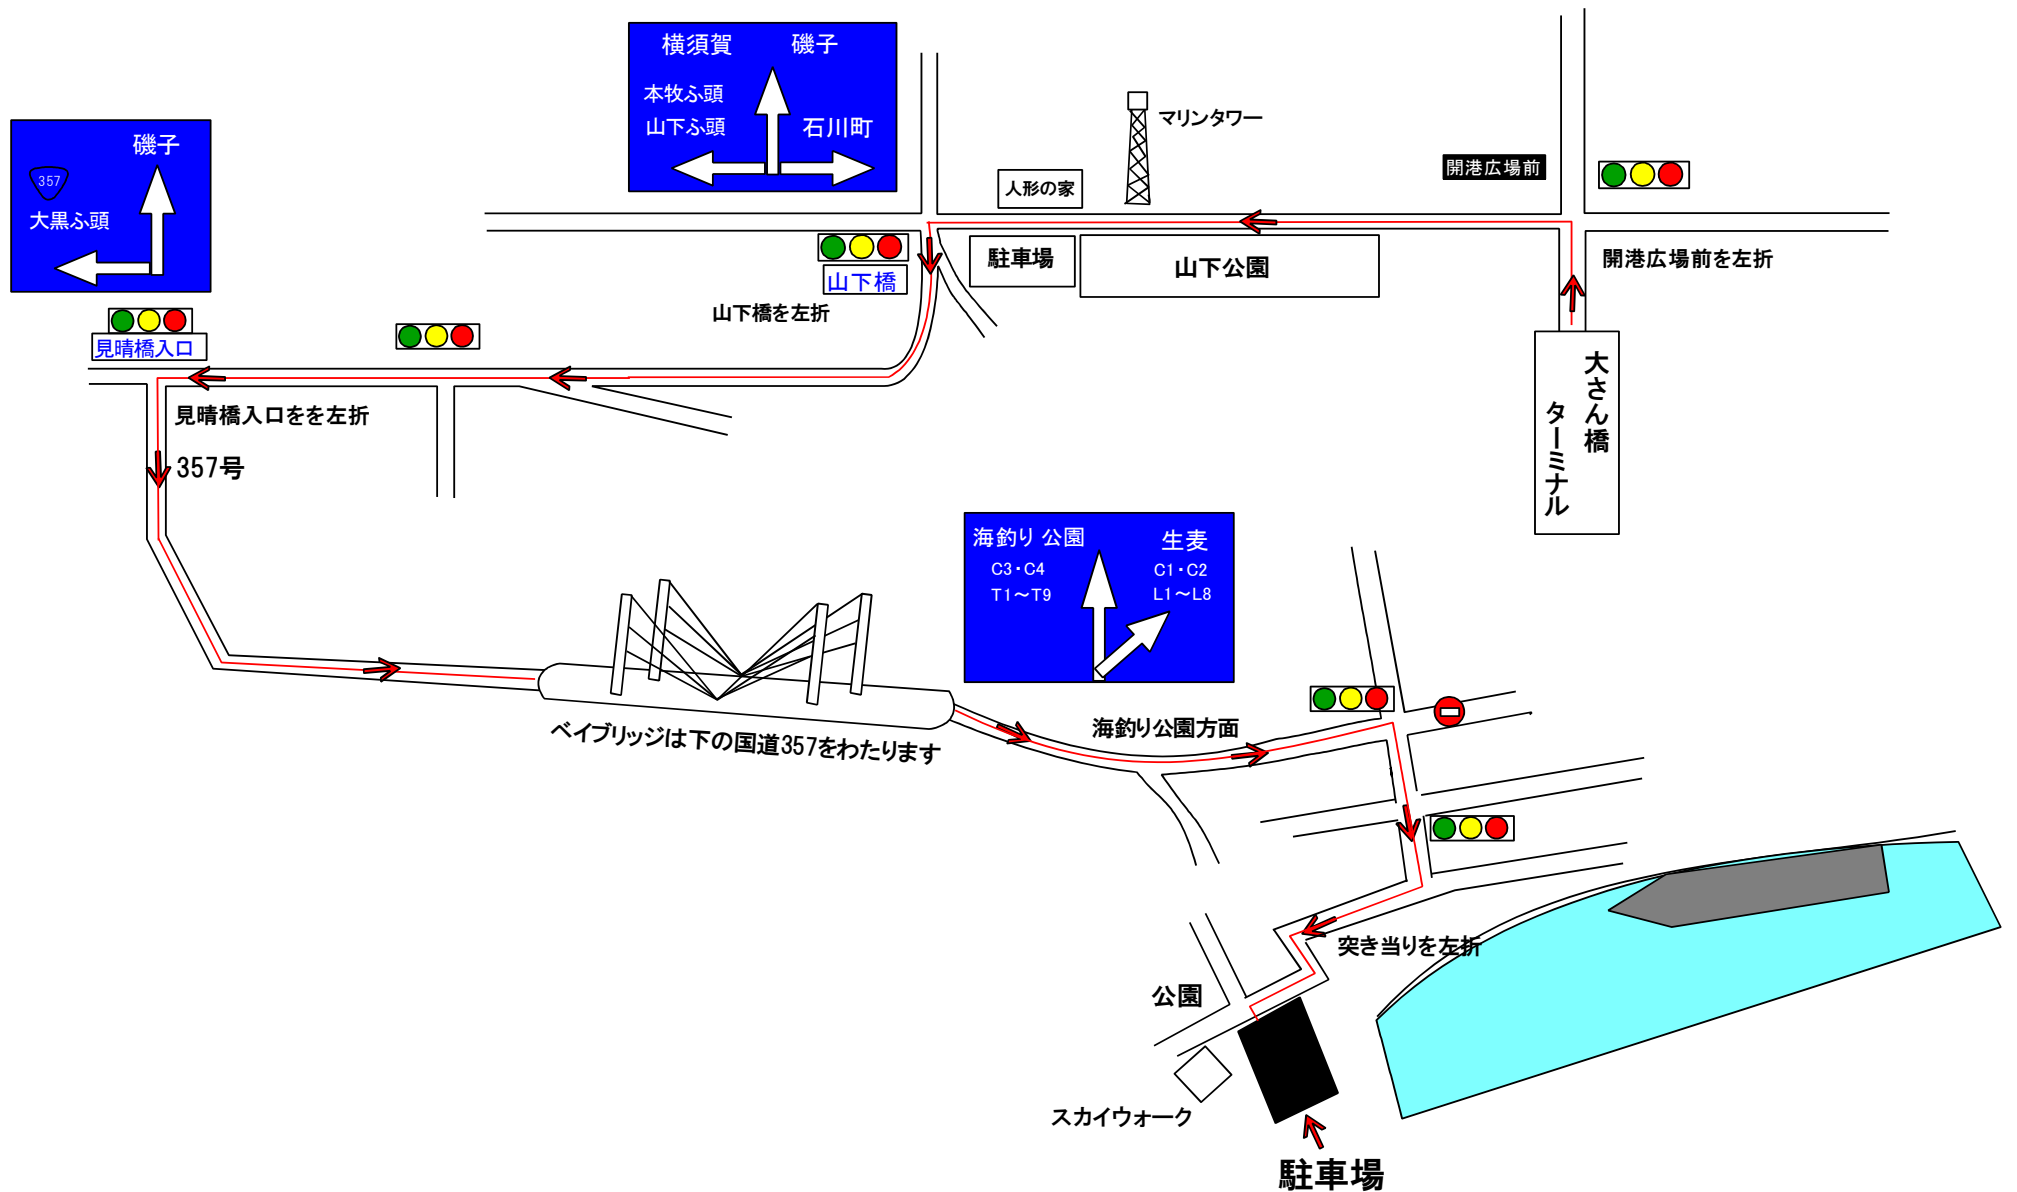 横須賀 磯子
本牧ふ頭
山下ふ頭
石川町
磯子
357
大黒ふ頭
マリンタワー
開港広場前
人形の家
駐車場
山下公園
開港広場前を左折
山下橋
山下橋を左折
見晴橋入口
見晴橋入口をを左折
357号
大さん橋
ターミナル
海釣り公園
C3・C4
T1～T9
生麦
C1・C2
L1～L8
ベイブリッジは下の国道357をわたります
海釣り公園方面
突き当りを左折
公園
スカイウォーク
駐車場